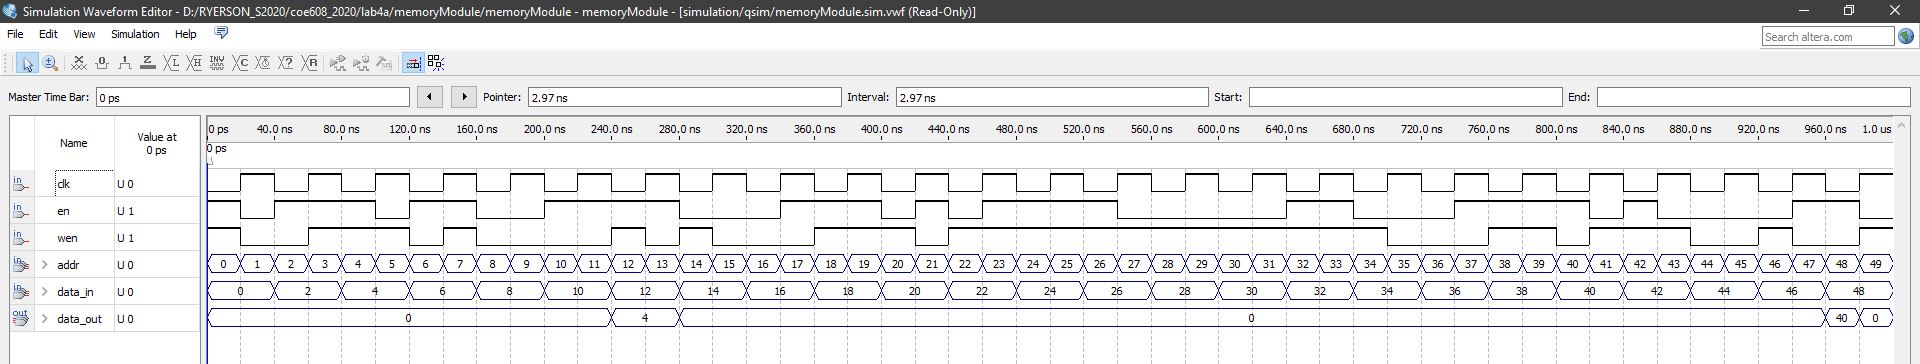 Simulation Waveform Editor - D:/RYERSON_S2020/coe608_2020/lab4a/memoryModule/memoryModule - memoryModule - [simulation/qsim/memoryModule.sim.vwf (Read-Only)]
File Edit View Simulation Help
Search altera.com
Master Time Bar: 0 ps Pointer: 2.97 ns Interval: 2.97 ns Start: End:
Name Value at 0 ps
0 ps 40.0 ns 80.0 ns 120.0 ns 160.0 ns 200.0 ns 240.0 ns 280.0 ns 320.0 ns 360.0 ns 400.0 ns 440.0 ns 480.0 ns 520.0 ns 560.0 ns 600.0 ns 640.0 ns 680.0 ns 720.0 ns 760.0 ns 800.0 ns 840.0 ns 880.0 ns 920.0 ns 960.0 ns 1.0 us
0 ps
in clk U 0
in en U 1
in wen U 1
in addr U 0 0 1 2 3 4 5 6 7 8 9 10 11 12 13 14 15 16 17 18 19 20 21 22 23 24 25 26 27 28 29 30 31 32 33 34 35 36 37 38 39 40 41 42 43 44 45 46 47 48 49
in data_in U 0 0 2 4 6 8 10 12 14 16 18 20 22 24 26 28 30 32 34 36 38 40 42 44 46 48
out data_out U 0 0 4 0 40 0